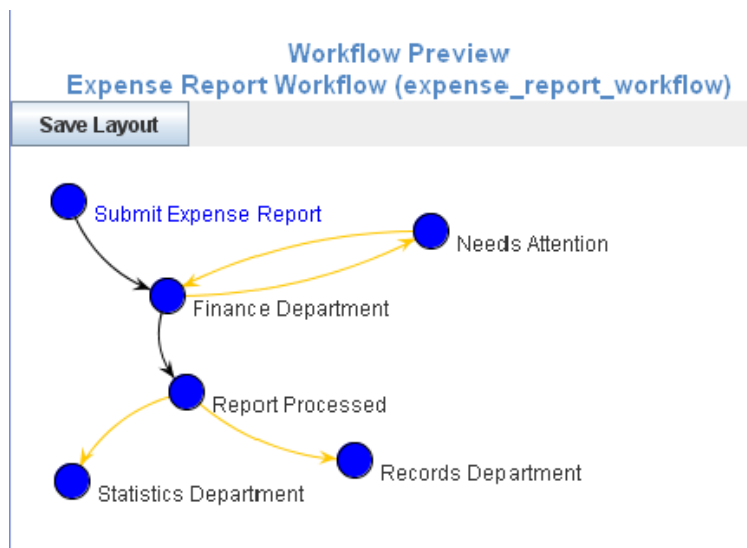 Workflow Preview
Expense Report Workflow (expense_report_workflow)
Save Layout
Submit Expense Report
Needs Attention
Finance Department
Report Processed
Records Department
Statistics Department